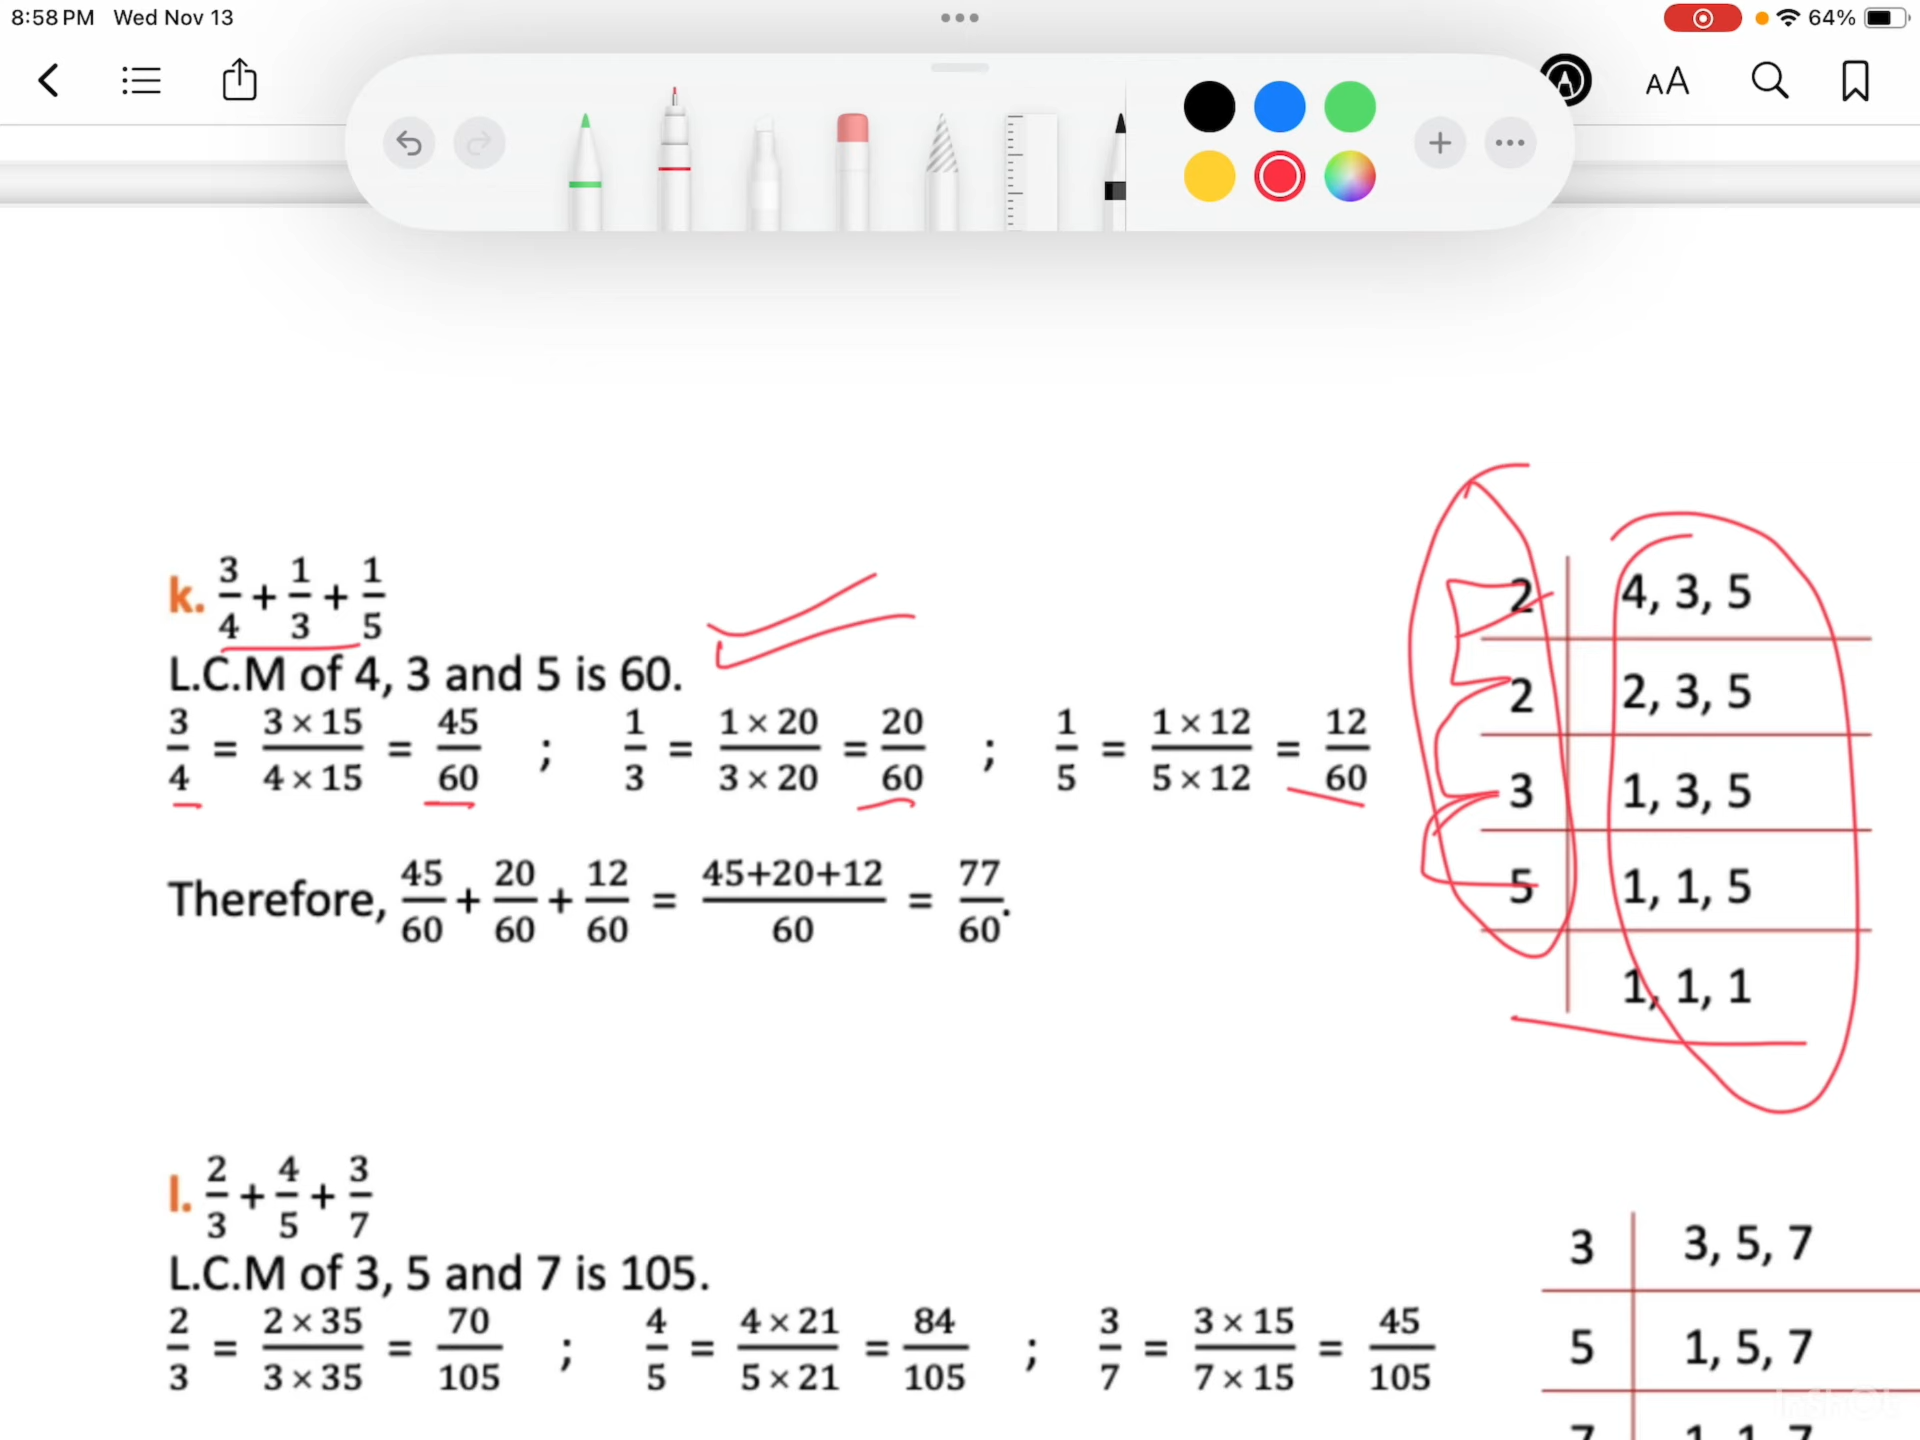 8:58 PM Wed Nov 13
64%
AA
k. 3/4 + 1/3 + 1/5
L.C.M of 4, 3 and 5 is 60.
3/4 = 3 × 15/4 × 15 = 45/60 ; 1/3 = 1 × 20/3 × 20 = 20/60 ; 1/5 = 1 × 12/5 × 12 = 12/60
Therefore, 45/60 + 20/60 + 12/60 = 45+20+12/60 = 77/60.
2 4, 3, 5
2 2, 3, 5
3 1, 3, 5
5 1, 1, 5
1, 1, 1
l. 2/3 + 4/5 + 3/7
L.C.M of 3, 5 and 7 is 105.
2/3 = 2 × 35/3 × 35 = 70/105 ; 4/5 = 4 × 21/5 × 21 = 84/105 ; 3/7 = 3 × 15/7 × 15 = 45/105
3 3, 5, 7
5 1, 5, 7
7 1, 1, 7